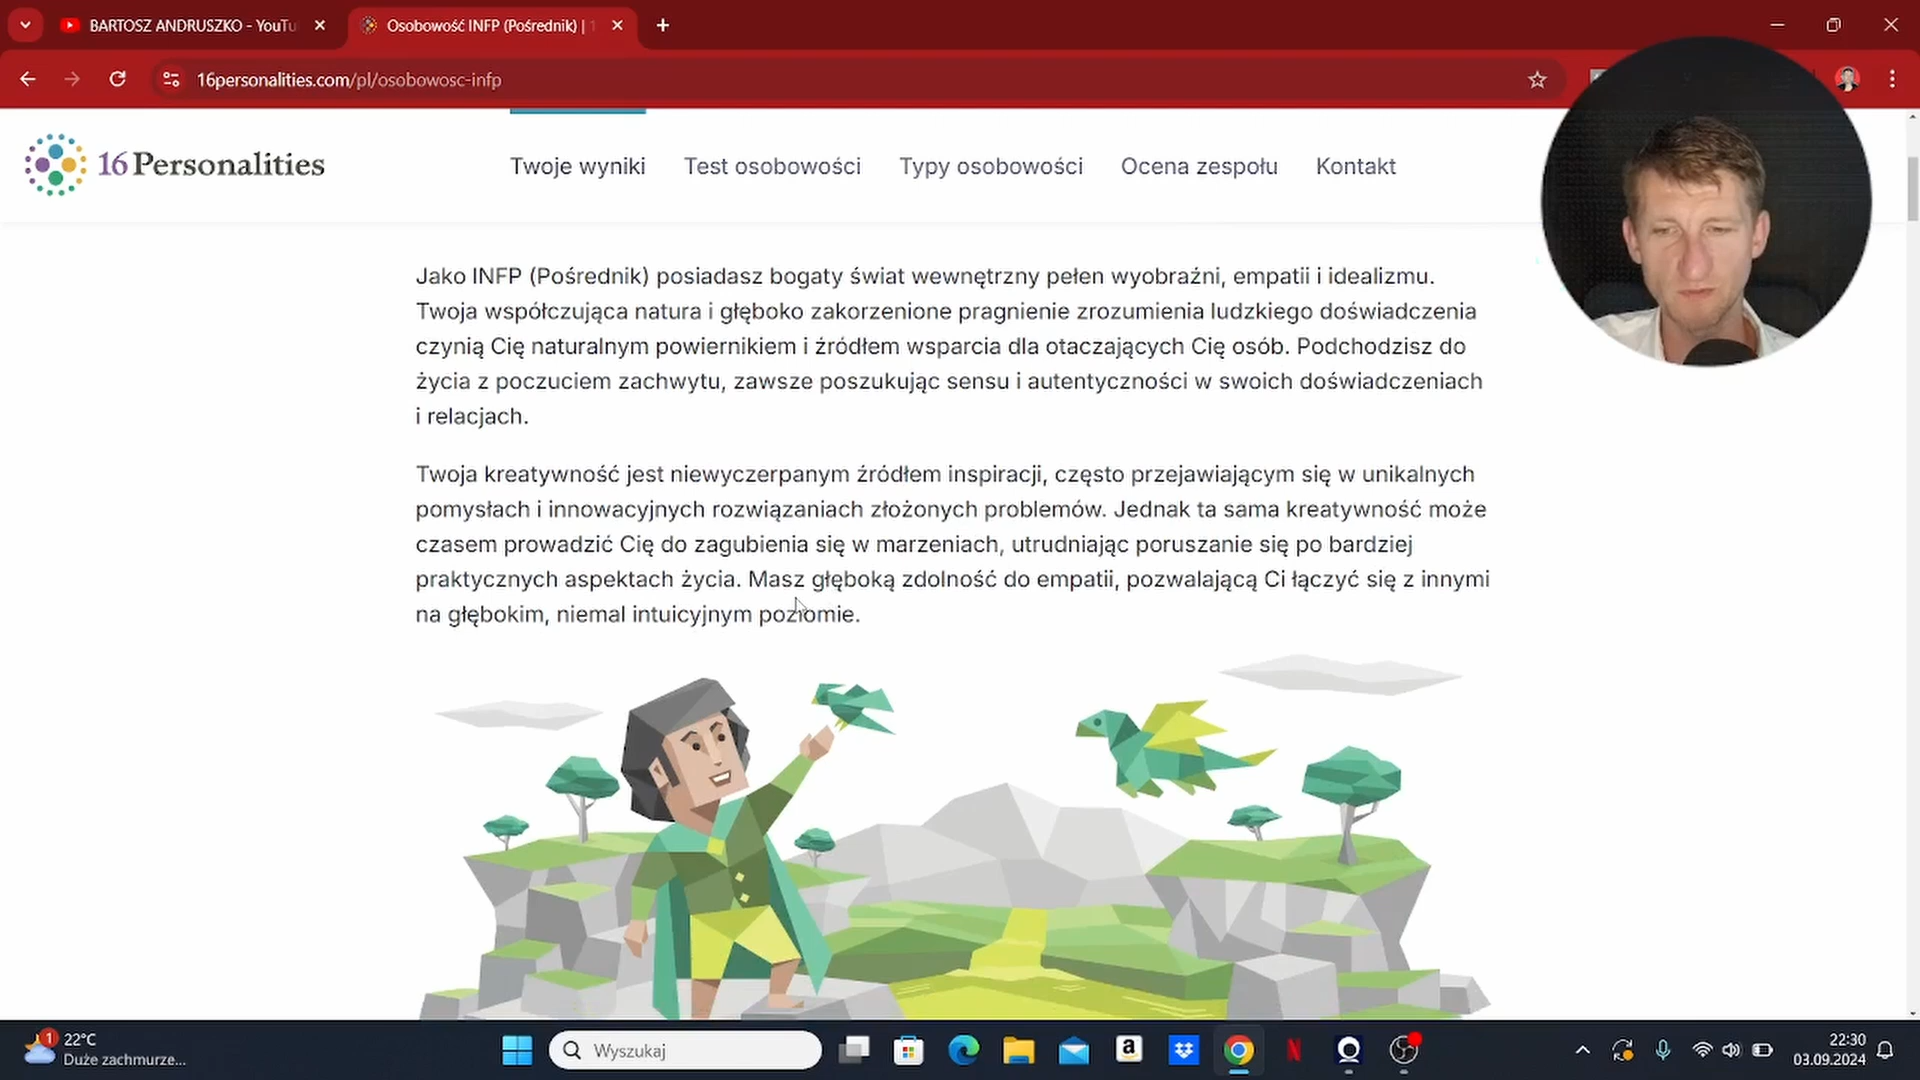 BARTOSZ ANDRUSZKO - YouTu
Osobowość INFP (Pośrednik) | 1
16personalities.com/pl/osobowosc-infp
16Personalities
Twoje wyniki
Test osobowości
Typy osobowości
Ocena zespołu
Kontakt
Jako INFP (Pośrednik) posiadasz bogaty świat wewnętrzny pełen wyobraźni, empatii i idealizmu.
Twoja współczująca natura i głęboko zakorzenione pragnienie zrozumienia ludzkiego doświadczenia
czynią Cię naturalnym powiernikiem i źródłem wsparcia dla otaczających Cię osób. Podchodzisz do
życia z poczuciem zachwytu, zawsze poszukując sensu i autentyczności w swoich doświadczeniach
i relacjach.
Twoja kreatywność jest niewyczerpanym źródłem inspiracji, często przejawiającym się w unikalnych
pomysłach i innowacyjnych rozwiązaniach złożonych problemów. Jednak ta sama kreatywność może
czasem prowadzić Cię do zagubienia się w marzeniach, utrudniając poruszanie się po bardziej
praktycznych aspektach życia. Masz głęboką zdolność do empatii, pozwalającą Ci łączyć się z innymi
na głębokim, niemal intuicyjnym poziomie.
1
22°C
Duże zachmurze...
Wyszukaj
a
N
22:30
03.09.2024